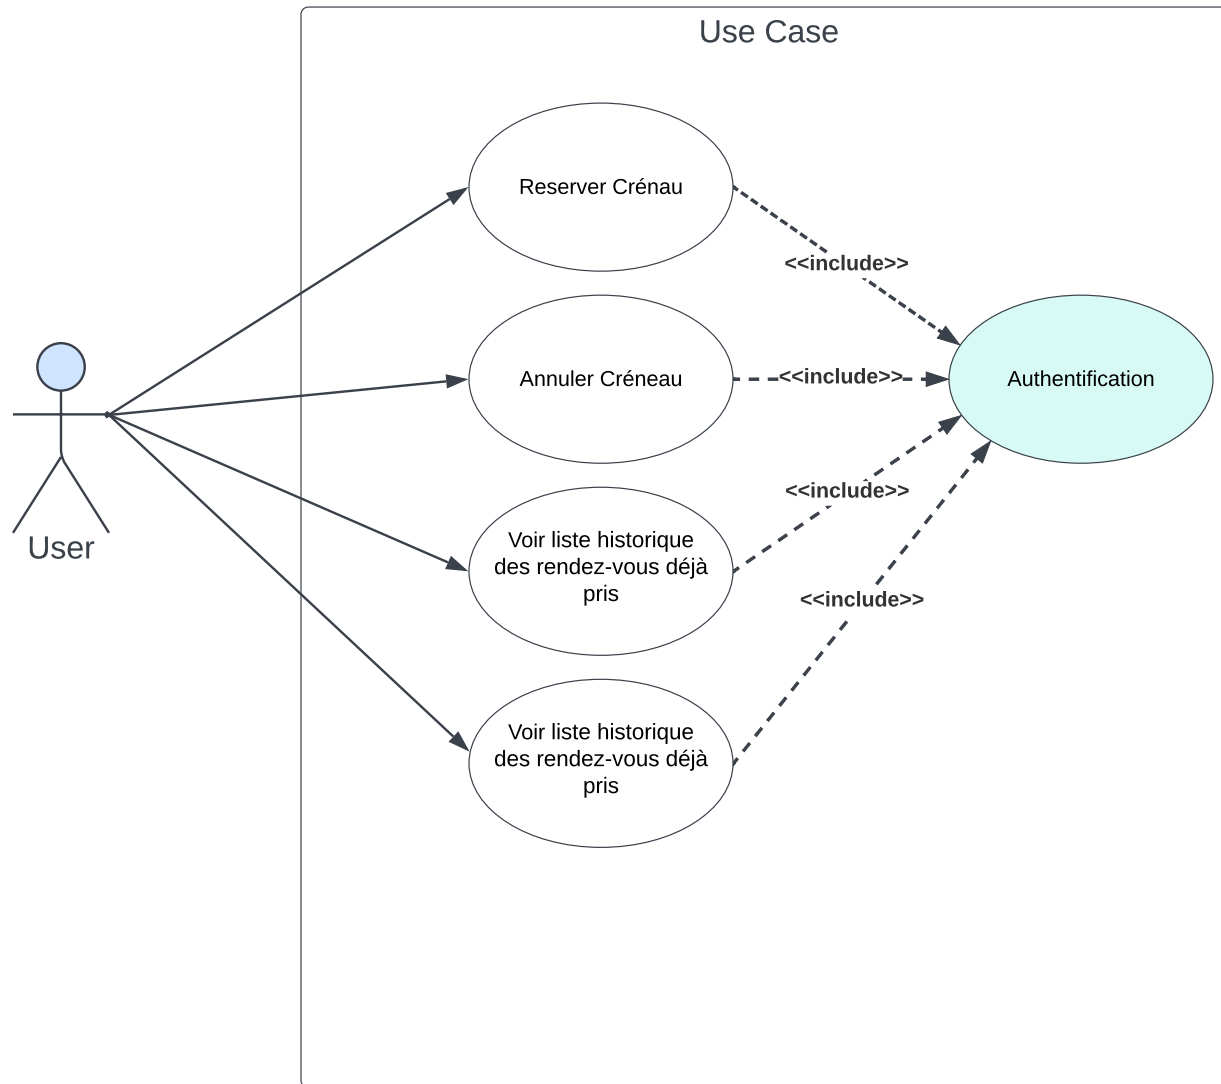 Use Case
Reserver Crénau
<<include>>
Annuler Créneau
<<include>>
Authentification
User
Voir liste historique
des rendez-vous déjà
pris
<<include>>
Voir liste historique
des rendez-vous déjà
pris
<<include>>